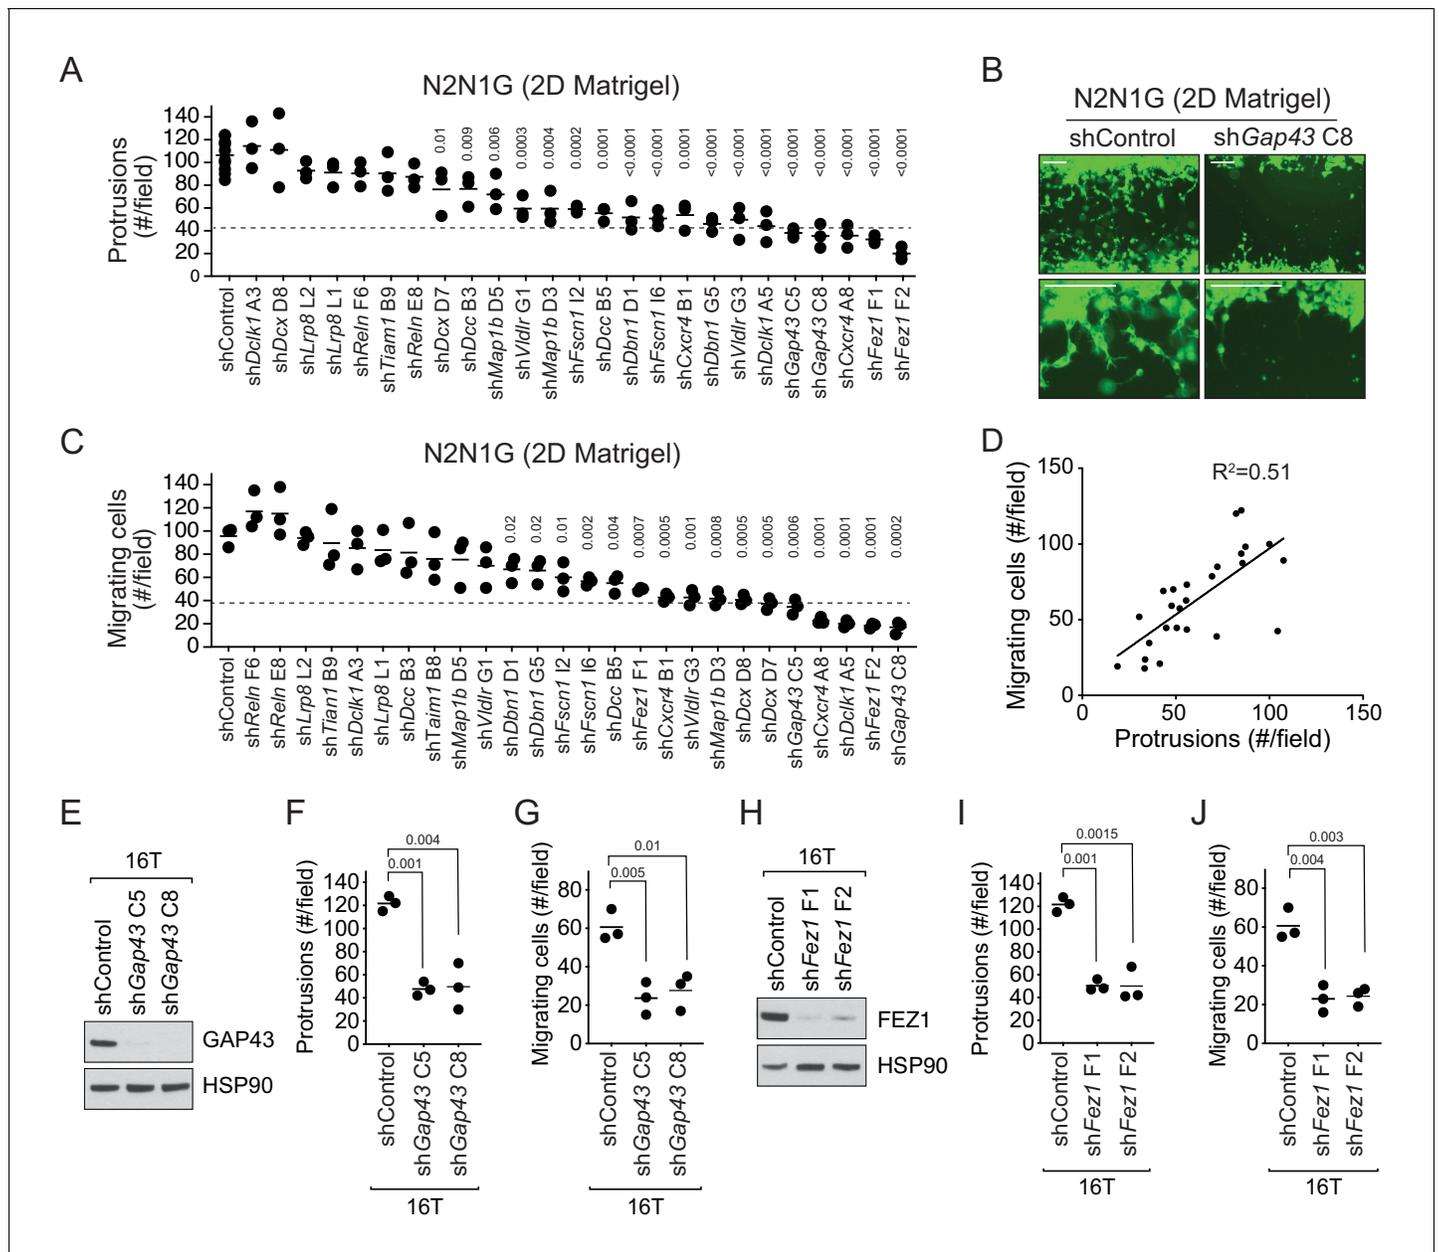 A
N2N1G (2D Matrigel)
Protrusions
(#/field)
140
120
100
80
60
40
20
0
0.01
0.009
0.006
0.0003
0.0004
0.0002
0.0001
<0.0001
<0.0001
<0.0001
<0.0001
<0.0001
<0.0001
<0.0001
<0.0001
<0.0001
<0.0001
<0.0001
shControl
shDclk1 A3
shDcx D8
shLrp8 L2
shLrp8 L1
shReln F6
shTiam1 B9
shReln E8
shDcx D7
shDcc B3
shMap1b D5
shVldlr G1
shMap1b D3
shFscn1 I2
shDcc B5
shDbn1 D1
shFscn1 I6
shCxcr4 B1
shDbn1 G5
shVldlr G3
shDclk1 A5
shGap43 C5
shGap43 C8
shCxcr4 A8
shFez1 F1
shFez1 F2
B
N2N1G (2D Matrigel)
shControl
shGap43 C8
C
N2N1G (2D Matrigel)
Migrating cells
(#/field)
140
120
100
80
60
40
20
0
0.02
0.02
0.01
0.002
0.004
0.0007
0.0005
0.001
0.0008
0.0005
0.0005
0.0006
0.0001
0.0001
0.0001
0.0002
shControl
shReln F6
shReln E8
shLrp8 L2
shTian1 B9
shDclk1 A3
shLrp8 L1
shDcc B3
shTaim1 B8
shMap1b D5
shVldlr G1
shDbn1 D1
shDbn1 G5
shFscn1 I2
shFscn1 I6
shDcc B5
shFez1 F1
shCxcr4 B1
shVldlr G3
shMap1b D3
shDcx D8
shDcx D7
shGap43 C5
shCxcr4 A8
shDclk1 A5
shFez1 F2
shGap43 C8
D
R²=0.51
Migrating cells (#/field)
150
100
50
0
0
50
100
150
Protrusions (#/field)
E
16T
shControl
shGap43 C5
shGap43 C8
GAP43
HSP90
F
0.004
0.001
Protrusions (#/field)
140
120
100
80
60
40
20
0
shControl
shGap43 C5
shGap43 C8
16T
G
0.01
0.005
Migrating cells (#/field)
80
60
40
20
0
shControl
shGap43 C5
shGap43 C8
16T
H
16T
shControl
shFez1 F1
shFez1 F2
FEZ1
HSP90
I
0.0015
0.001
Protrusions (#/field)
140
120
100
80
60
40
20
0
shControl
shFez1 F1
shFez1 F2
16T
J
0.003
0.004
Migrating cells (#/field)
80
60
40
20
0
shControl
shFez1 F1
shFez1 F2
16T